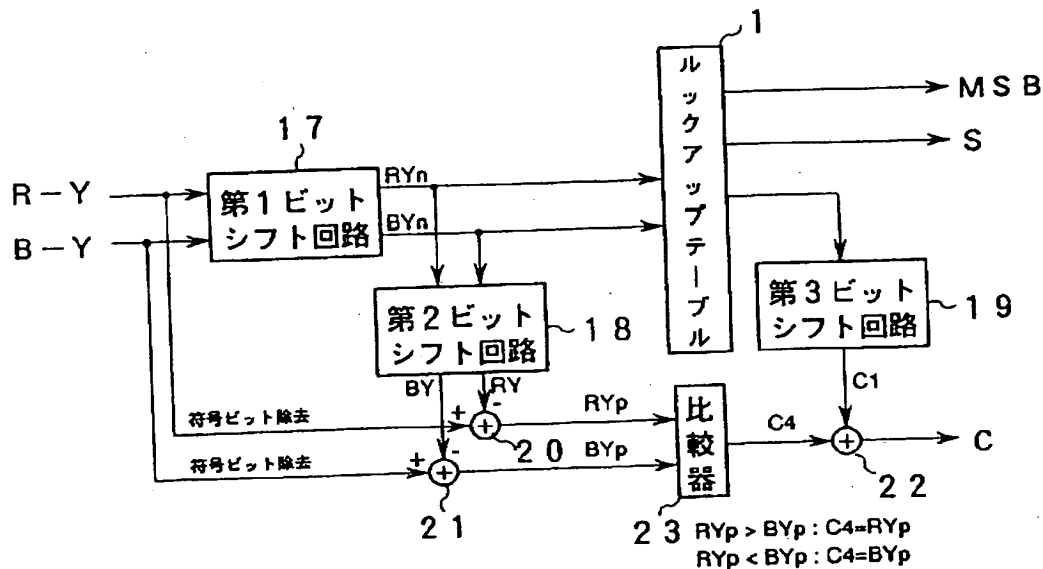 1
ルックアップテーブル
MSB
S
17
R-Y
B-Y
第1ビット
シフト回路
RYn
BYn
第2ビット
シフト回路
18
第3ビット
シフト回路
19
BY
RY
C1
符号ビット除去
+
-
+
20
RYp
比較器
C4
+
C
22
符号ビット除去
+
-
+
21
BYp
23
RYp > BYp : C4=RYp
RYp < BYp : C4=BYp